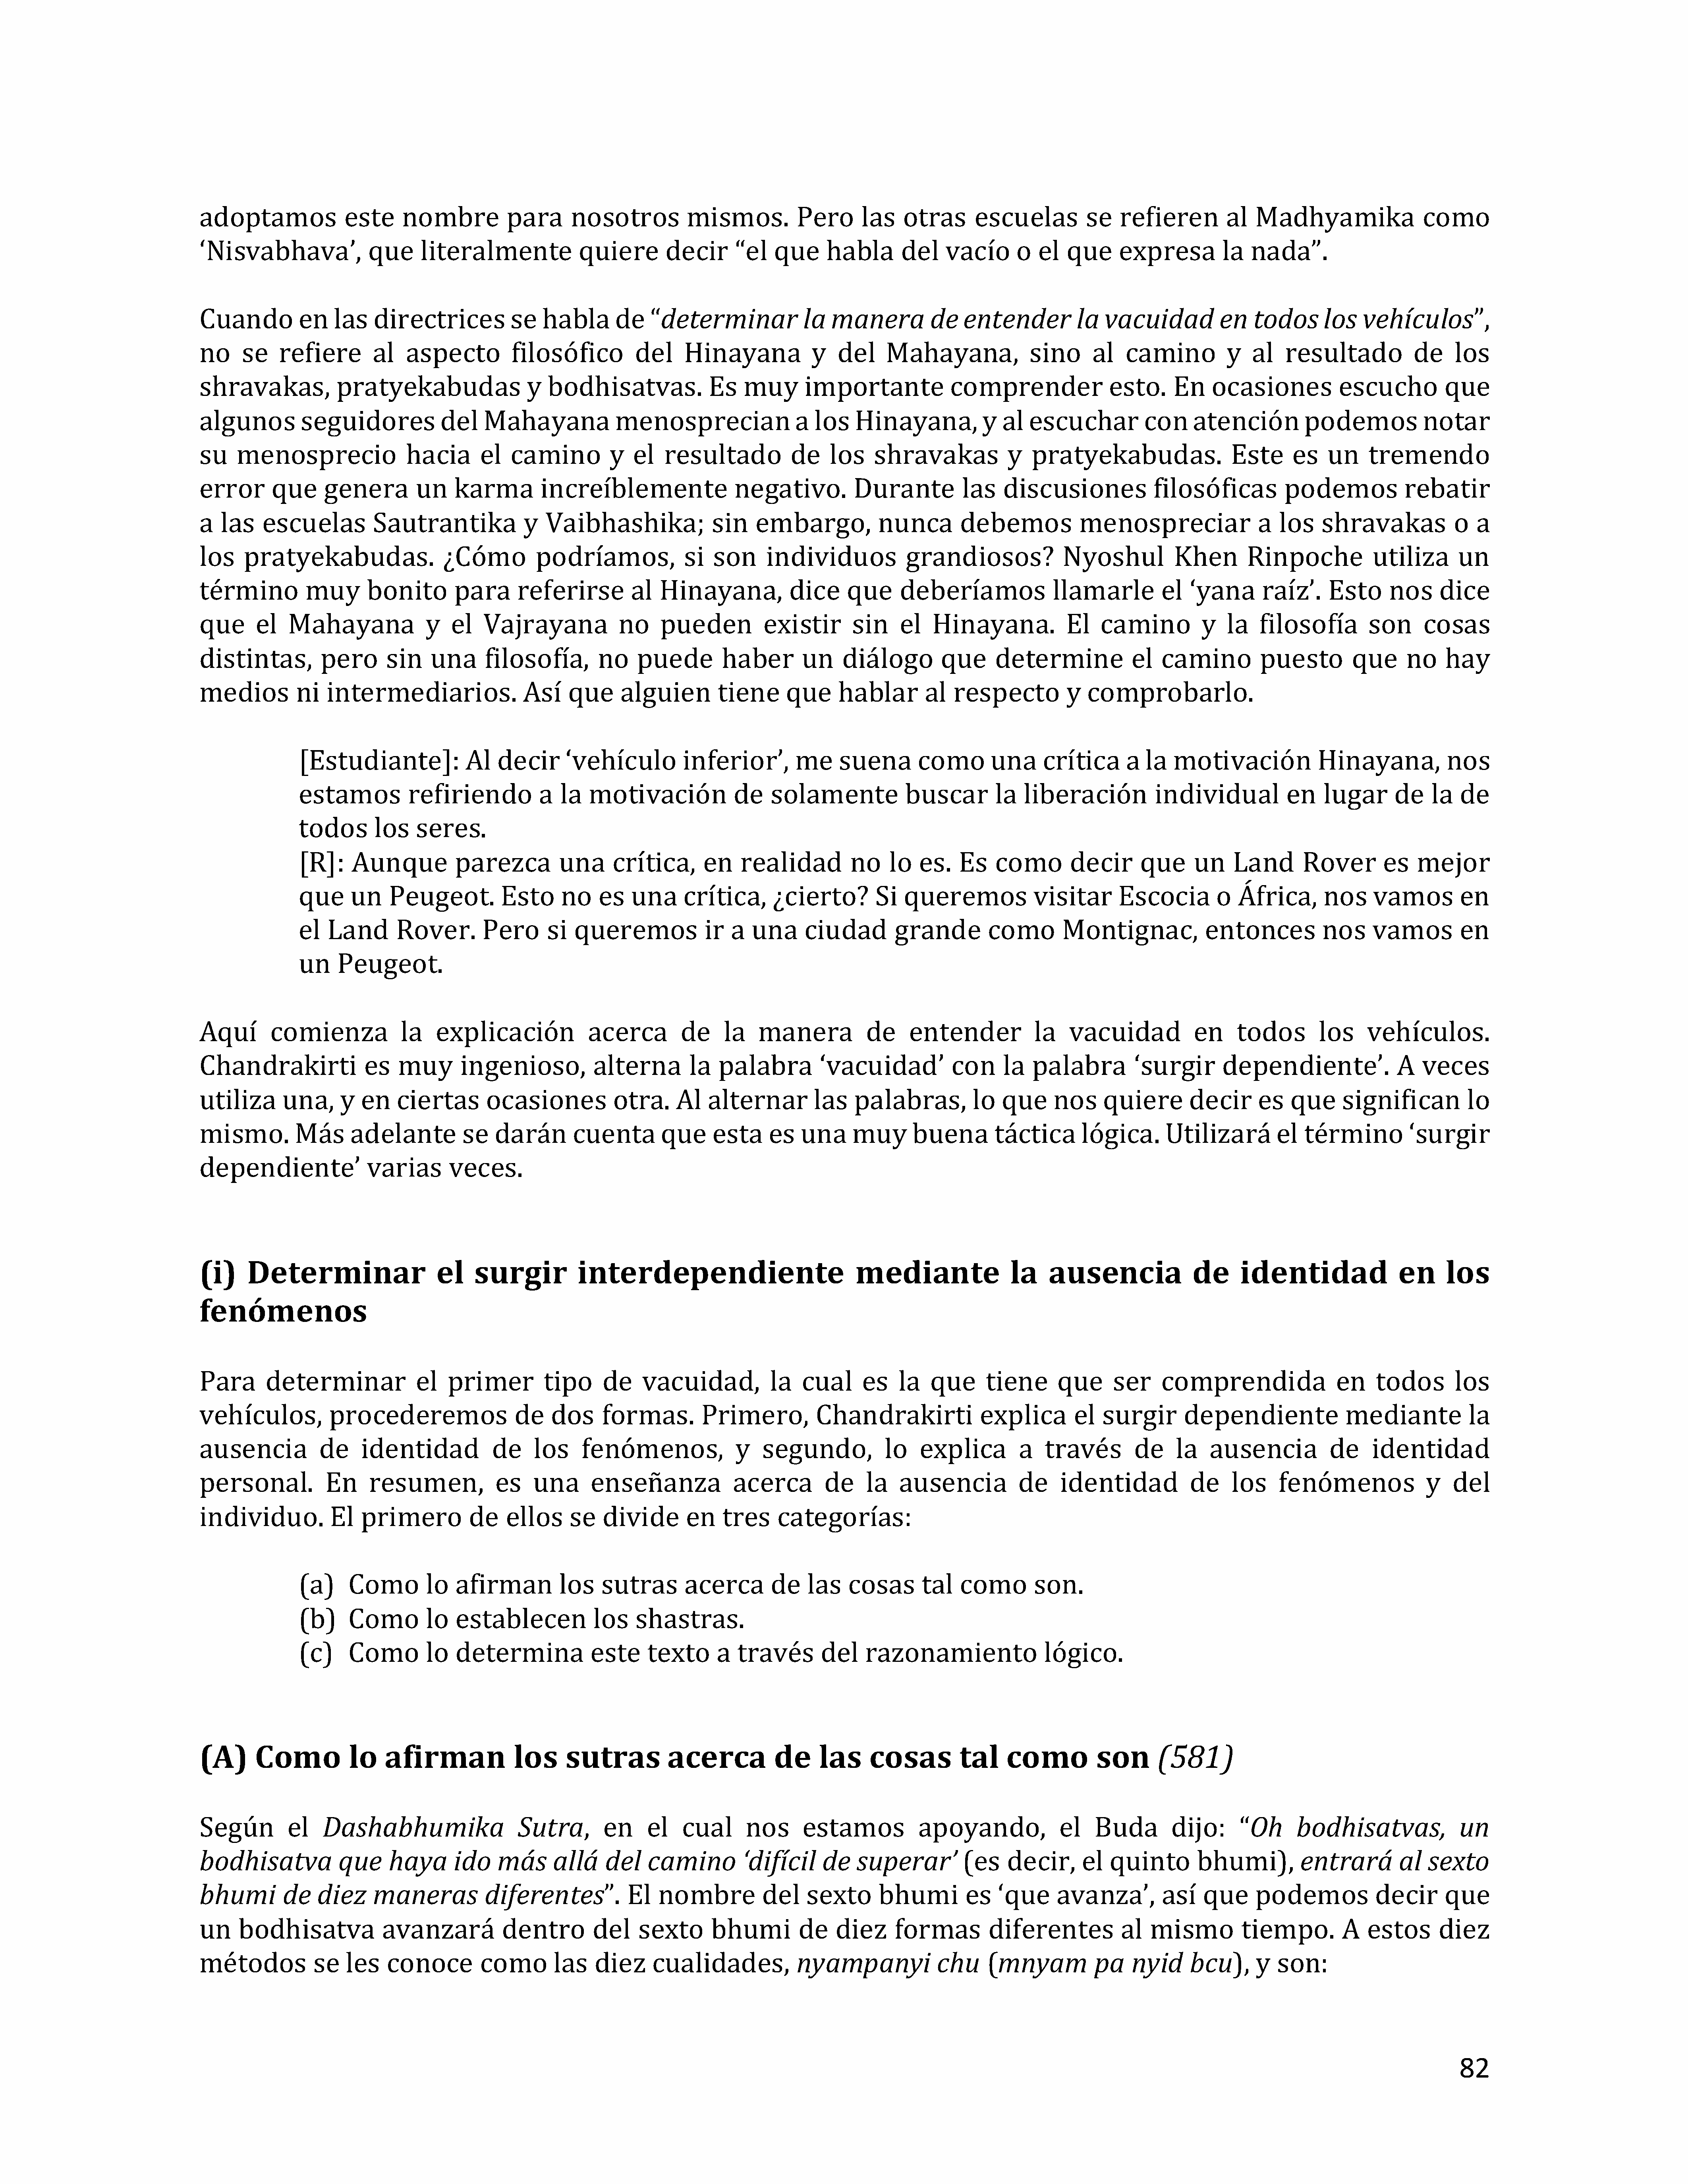 adoptamos este nombre para nosotros mismos. Pero las otras escuelas se refieren al Madhyamika como
‘Nisvabhava’, que literalmente quiere decir “el que habla del vacío o el que expresa la nada”.
Cuando en las directrices se habla de “determinar la manera de entender la vacuidad en todos los vehículos”,
no se refiere al aspecto filosófico del Hinayana y del Mahayana, sino al camino y al resultado de los
shravakas, pratyekabudas y bodhisatvas. Es muy importante comprender esto. En ocasiones escucho que
algunos seguidores del Mahayana menosprecian a los Hinayana, y al escuchar con atención podemos notar
su menosprecio hacia el camino y el resultado de los shravakas y pratyekabudas. Este es un tremendo
error que genera un karma increíblemente negativo. Durante las discusiones filosóficas podemos rebatir
a las escuelas Sautrantika y Vaibhashika; sin embargo, nunca debemos menospreciar a los shravakas o a
los pratyekabudas. ¿Cómo podríamos, si son individuos grandiosos? Nyoshul Khen Rinpoche utiliza un
término muy bonito para referirse al Hinayana, dice que deberíamos llamarle el ‘yana raíz’. Esto nos dice
que el Mahayana y el Vajrayana no pueden existir sin el Hinayana. El camino y la filosofía son cosas
distintas, pero sin una filosofía, no puede haber un diálogo que determine el camino puesto que no hay
medios ni intermediarios. Así que alguien tiene que hablar al respecto y comprobarlo.
[Estudiante]: Al decir ‘vehículo inferior’, me suena como una crítica a la motivación Hinayana, nos
estamos refiriendo a la motivación de solamente buscar la liberación individual en lugar de la de
todos los seres.
[R]: Aunque parezca una crítica, en realidad no lo es. Es como decir que un Land Rover es mejor
que un Peugeot. Esto no es una crítica, ¿cierto? Si queremos visitar Escocia o África, nos vamos en
el Land Rover. Pero si queremos ir a una ciudad grande como Montignac, entonces nos vamos en
un Peugeot.
Aquí comienza la explicación acerca de la manera de entender la vacuidad en todos los vehículos.
Chandrakirti es muy ingenioso, alterna la palabra ‘vacuidad’ con la palabra ‘surgir dependiente’. A veces
utiliza una, y en ciertas ocasiones otra. Al alternar las palabras, lo que nos quiere decir es que significan lo
mismo. Más adelante se darán cuenta que esta es una muy buena táctica lógica. Utilizará el término ‘surgir
dependiente’ varias veces.
(i) Determinar el surgir interdependiente mediante la ausencia de identidad en los
fenómenos
Para determinar el primer tipo de vacuidad, la cual es la que tiene que ser comprendida en todos los
vehículos, procederemos de dos formas. Primero, Chandrakirti explica el surgir dependiente mediante la
ausencia de identidad de los fenómenos, y segundo, lo explica a través de la ausencia de identidad
personal. En resumen, es una enseñanza acerca de la ausencia de identidad de los fenómenos y del
individuo. El primero de ellos se divide en tres categorías:
(a) Como lo afirman los sutras acerca de las cosas tal como son.
(b) Como lo establecen los shastras.
(c) Como lo determina este texto a través del razonamiento lógico.
(A) Como lo afirman los sutras acerca de las cosas tal como son (581)
Según el Dashabhumika Sutra, en el cual nos estamos apoyando, el Buda dijo: “Oh bodhisatvas, un
bodhisatva que haya ido más allá del camino ‘difícil de superar’ (es decir, el quinto bhumi), entrará al sexto
bhumi de diez maneras diferentes”. El nombre del sexto bhumi es ‘que avanza’, así que podemos decir que
un bodhisatva avanzará dentro del sexto bhumi de diez formas diferentes al mismo tiempo. A estos diez
métodos se les conoce como las diez cualidades, nyampanyi chu (mnyam pa nyid bcu), y son:
82